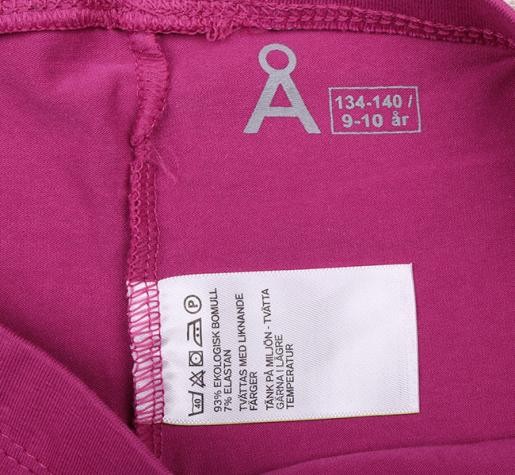 Å
134-140 /
9-10 år
40
P
93% EKOLOGISK BOMULL
7% ELASTAN
TVÄTTAS MED LIKNANDE
FÄRGER
TÄNK PÅ MILJÖN - TVÄTTA
GÄRNA I LÄGRE
TEMPERATUR